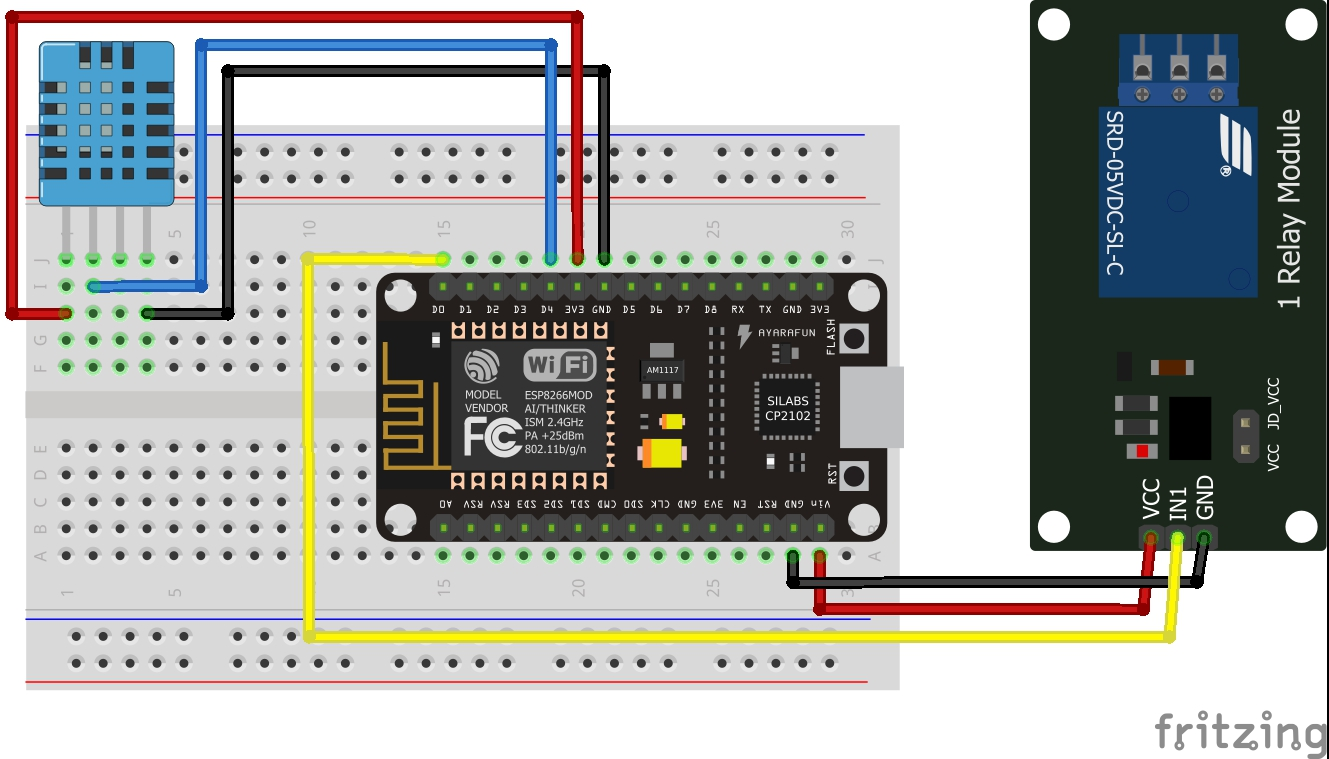 5
10
15
25
30
J
J
I
G
F
D0 D1 D2 D3 D4 3V3 GND D5 D6 D7 D8 RX TX GND 3V3
AYARAFUN
FLASH
WiFi
MODEL
VENDOR
ESP8266MOD
AI/THINKER
ISM 2.4GHz
PA +25dBm
802.11b/g/n
FC
AM1117
SILABS
CP2102
RST
A0 RSV RSV SD3 SD2 SD1 CMD SD0 CLK GND 3V3 EN RST GND Vin
E
D
C
B
A
A
1
5
15
20
25
SRD-05VDC-SL-C
®
1 Relay Module
JD_VCC
VCC
VCC
IN1
GND
fritzing